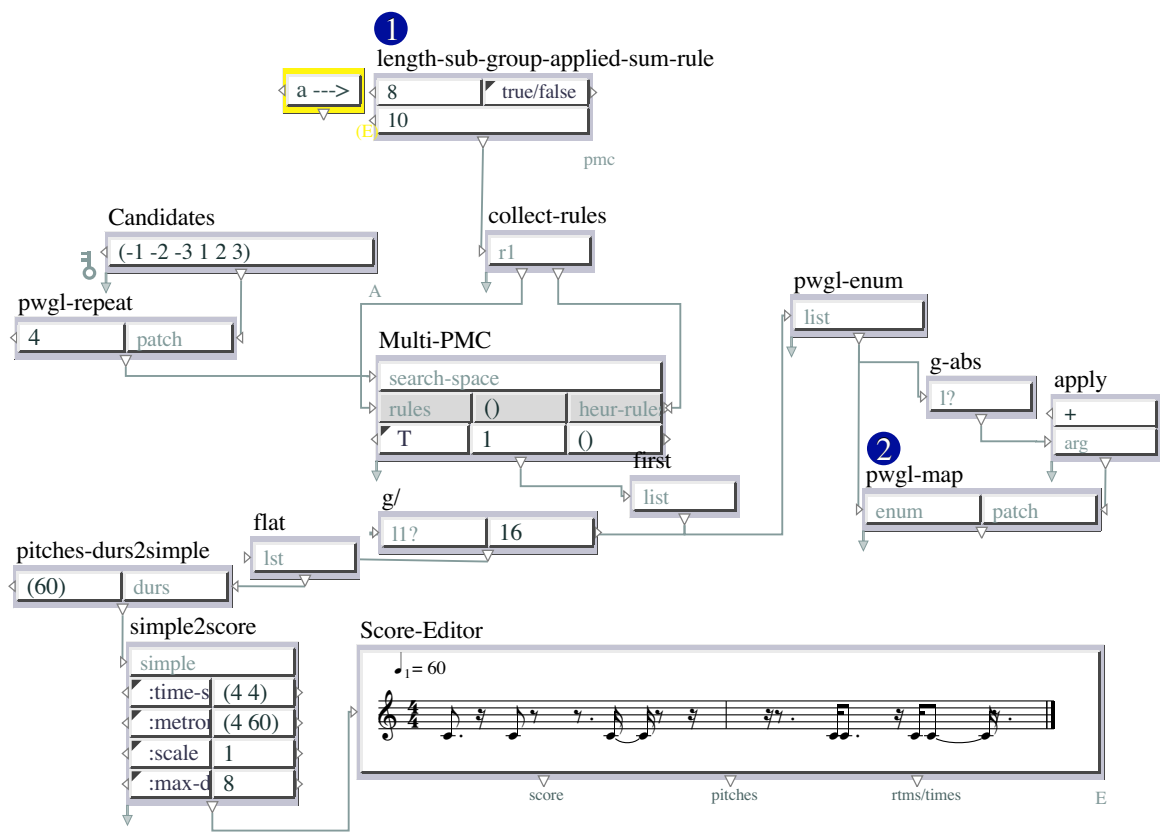 1
length-sub-group-applied-sum-rule
a --->
8
true/false
(E)
10
pmc
Candidates
(-1 -2 -3 1 2 3)
A
collect-rules
r1
pwgl-repeat
4
patch
pwgl-enum
list
Multi-PMC
search-space
rules
()
heur-rule
T
1
()
g-abs
l?
apply
+
arg
first
list
2
pwgl-map
enum
patch
g/
l1?
16
flat
lst
pitches-durs2simple
(60)
durs
simple2score
simple
:time-s
(4 4)
:metro
(4 60)
:scale
1
:max-d
8
Score-Editor
1 = 60
4
4
score
pitches
rtms/times
E